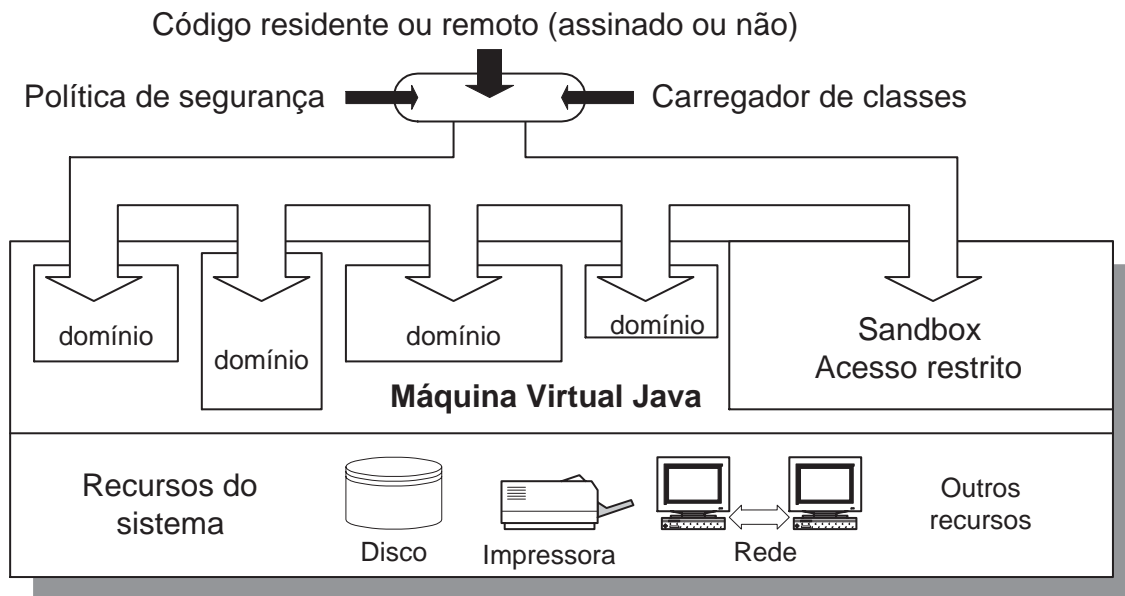 Código residente ou remoto (assinado ou não)
Política de segurança
Carregador de classes
domínio
domínio
domínio
domínio
Sandbox
Acesso restrito
Máquina Virtual Java
Recursos do
sistema
Disco
Impressora
Rede
Outros
recursos